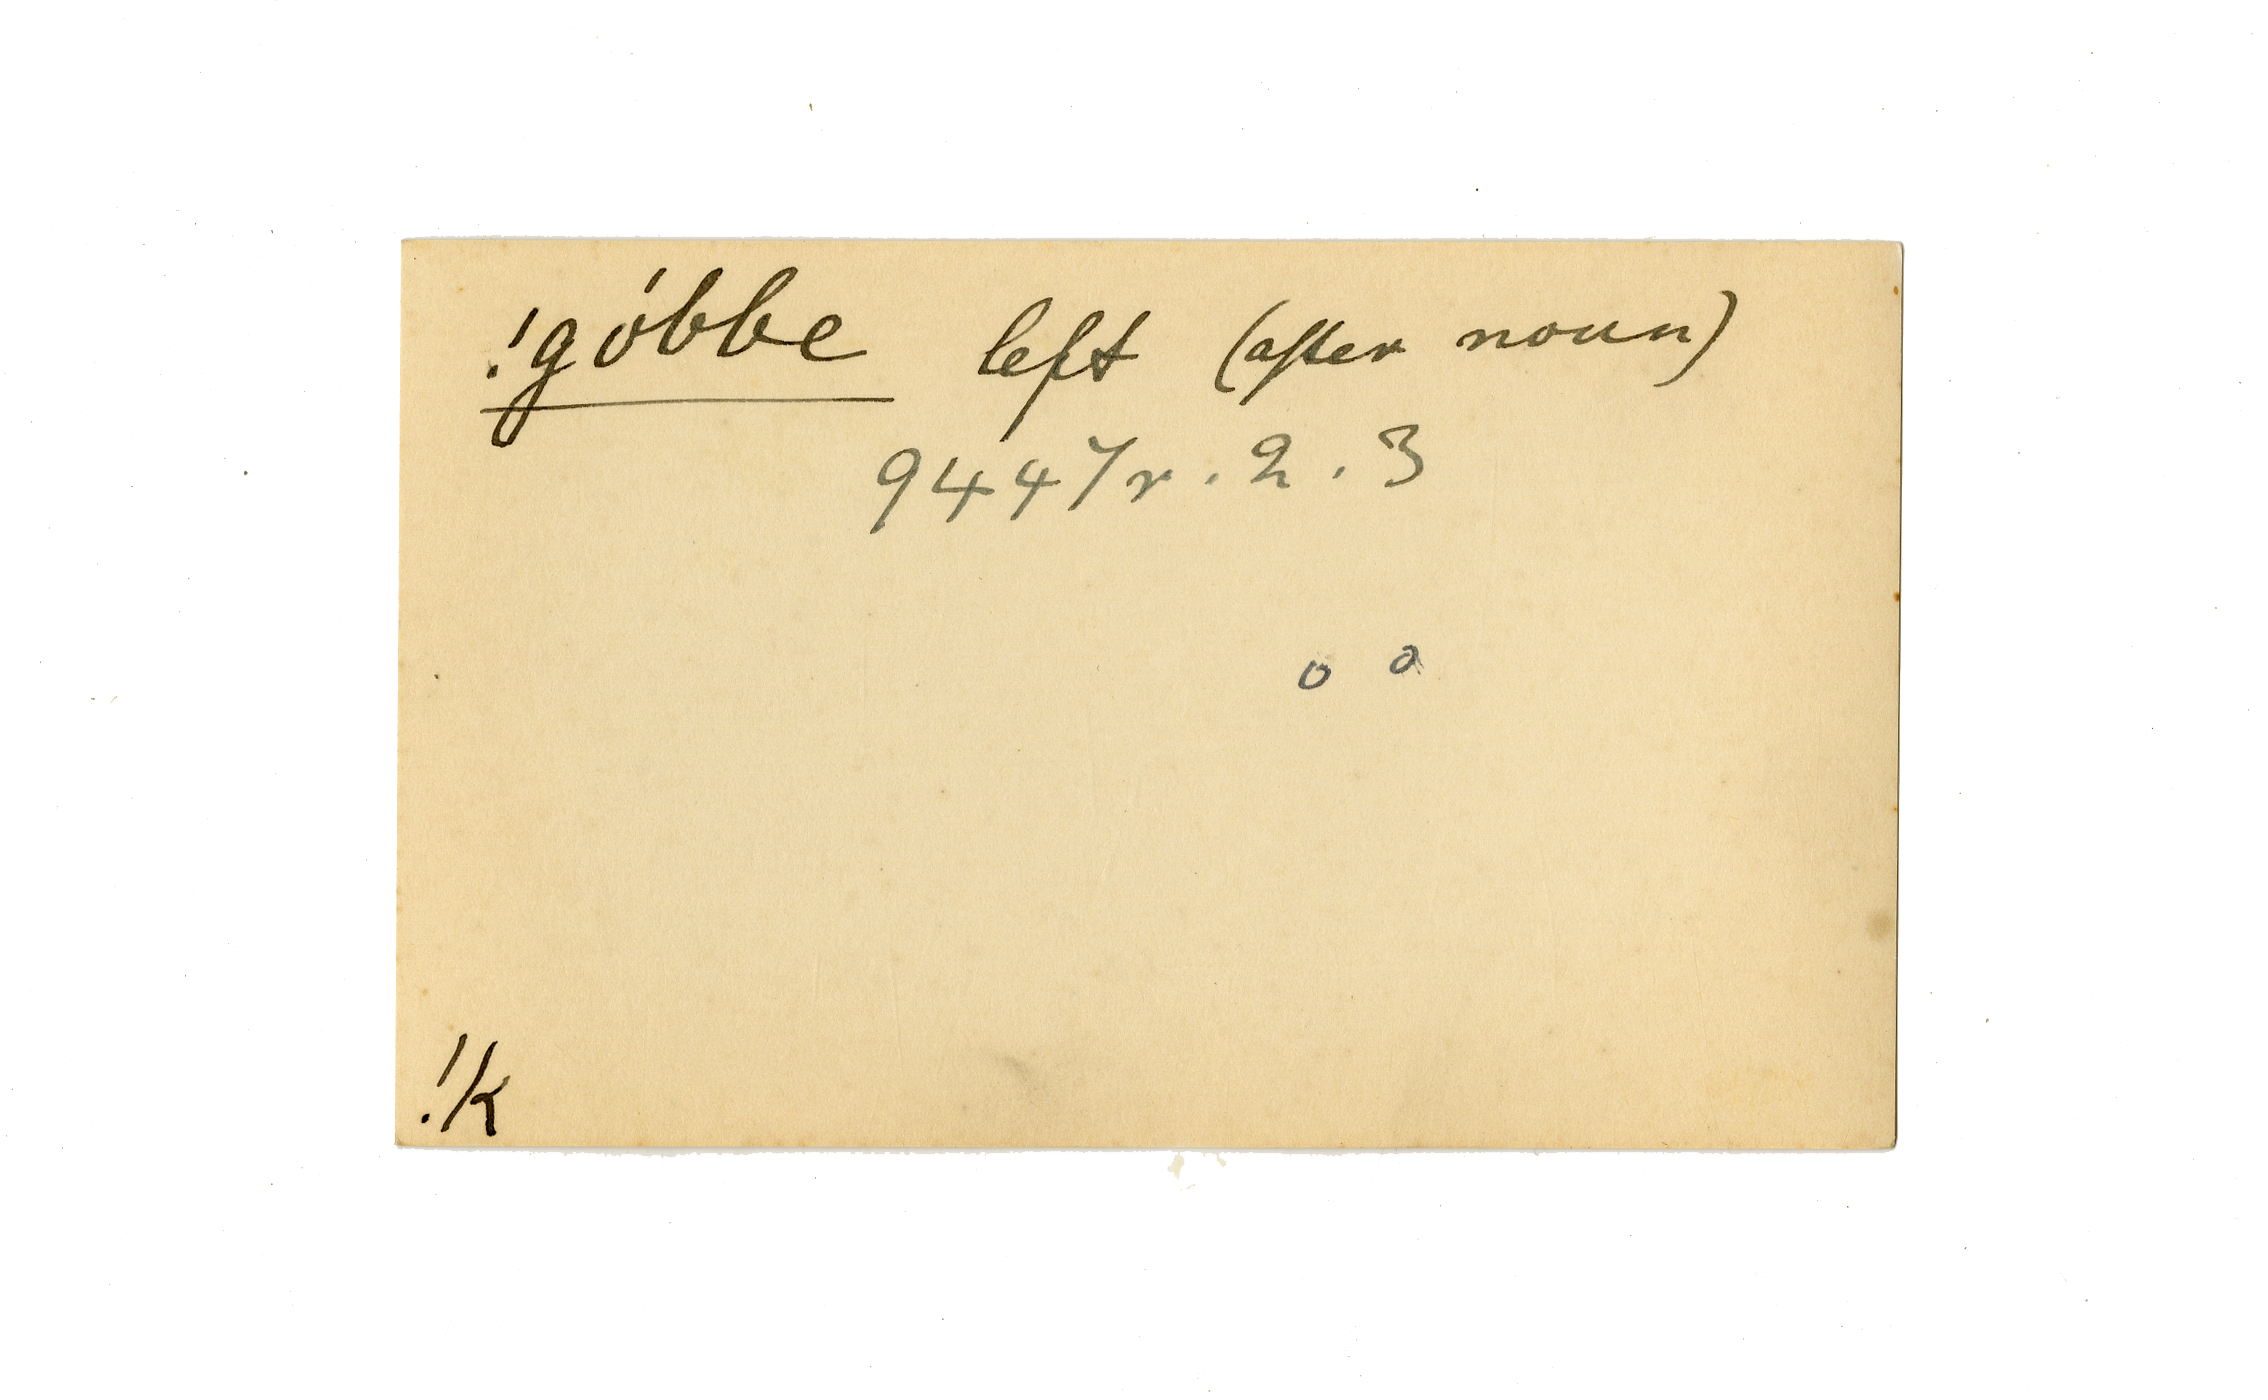 !góbbe left (after noun)
9447r.2.3
o o
!k